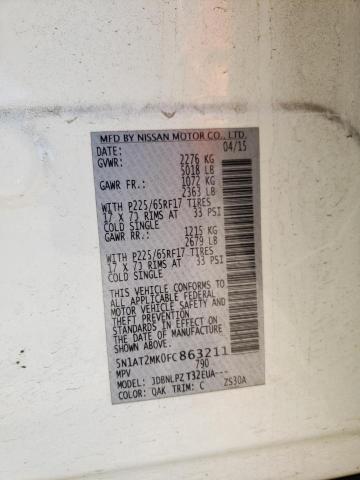 MFD BY NISSAN MOTOR CO., LTD.
DATE: 04/15
GVWR: 2276 KG
5018 LB
GAWR FR.: 1072 KG
2363 LB
WITH P225/65RF17 TIRES
17 X 7J RIMS AT 33 PSI
COLD SINGLE
GAWR RR.: 1215 KG
2679 LB
WITH P225/65RF17 TIRES
17 X 7J RIMS AT 33 PSI
COLD SINGLE
THIS VEHICLE CONFORMS TO
ALL APPLICABLE FEDERAL
MOTOR VEHICLE SAFETY AND
THEFT PREVENTION
STANDARDS IN EFFECT ON
THE DATE OF MANUFACTURE
SHOWN ABOVE.
5N1AT2MK0FC863211
MPV 790
MODEL: JDBNLPZ T32EUA---
COLOR: QAK TRIM: C ZS30A